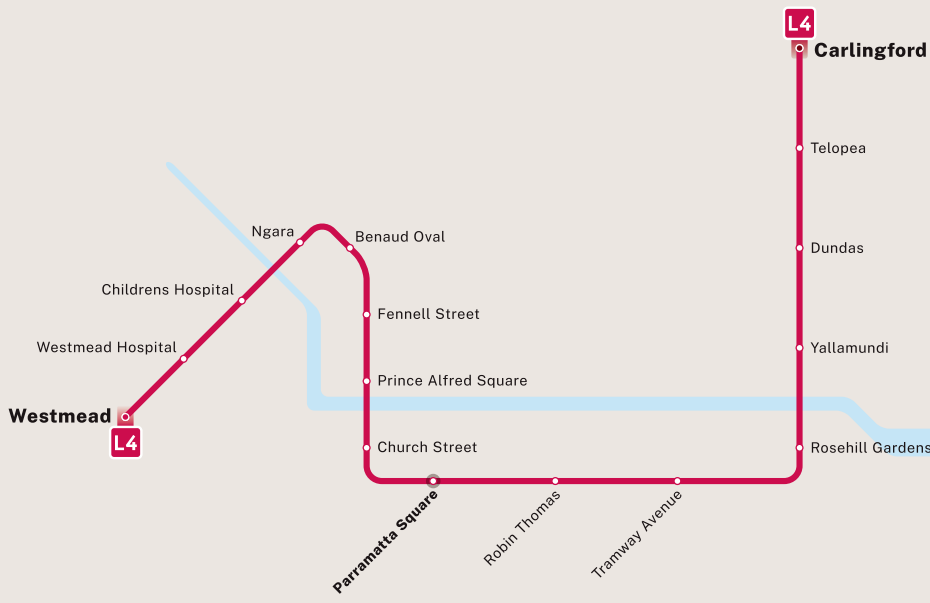 L4
Carlingford
Telopea
Ngara
Benaud Oval
Dundas
Childrens Hospital
Fennell Street
Westmead Hospital
Yallamundi
Prince Alfred Square
Westmead
L4
Church Street
Rosehill Gardens
Parramatta Square
Robin Thomas
Tramway Avenue